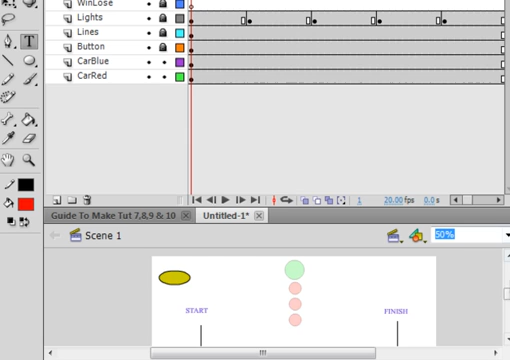 WinLose
Lights
Lines
Button
CarBlue
CarRed
1 20.00 fps 0.0 s
Guide To Make Tut 7,8,9 & 10 Untitled-1*
Scene 1 50%
START FINISH